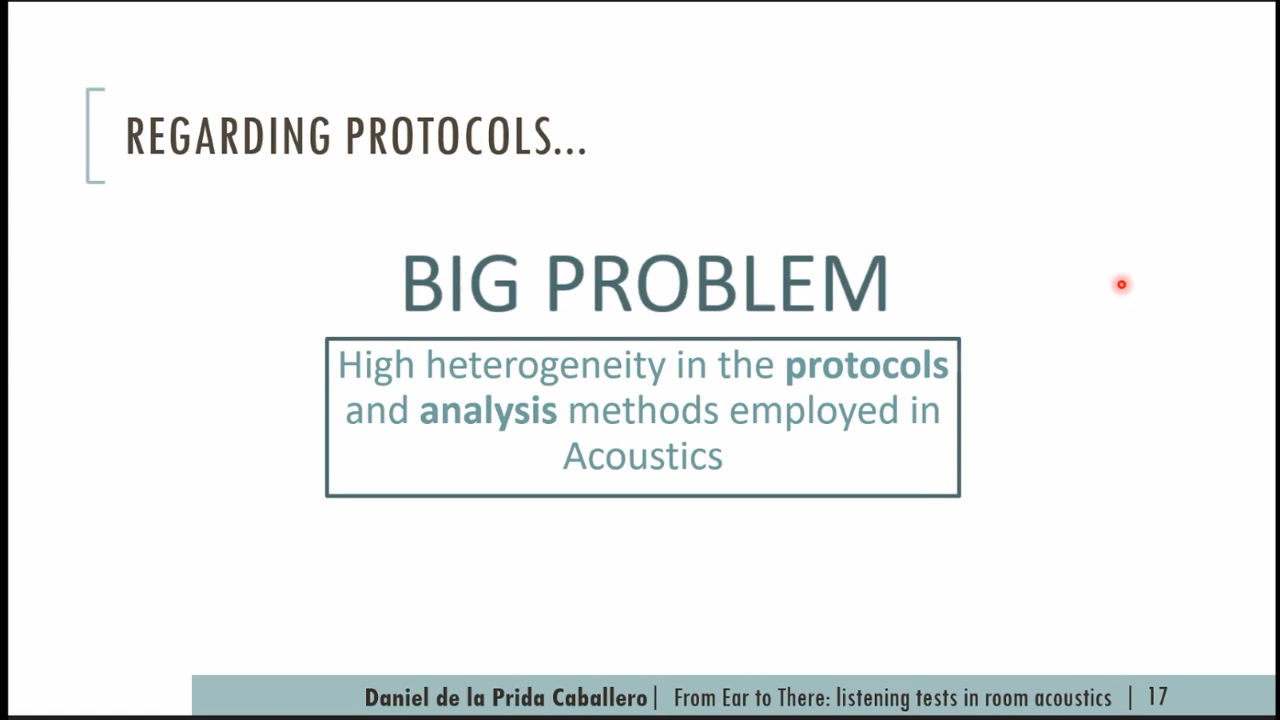 REGARDING PROTOCOLS...
BIG PROBLEM
High heterogeneity in the protocols
and analysis methods employed in
Acoustics
Daniel de la Prida Caballero| From Ear to There: listening tests in room acoustics | 17